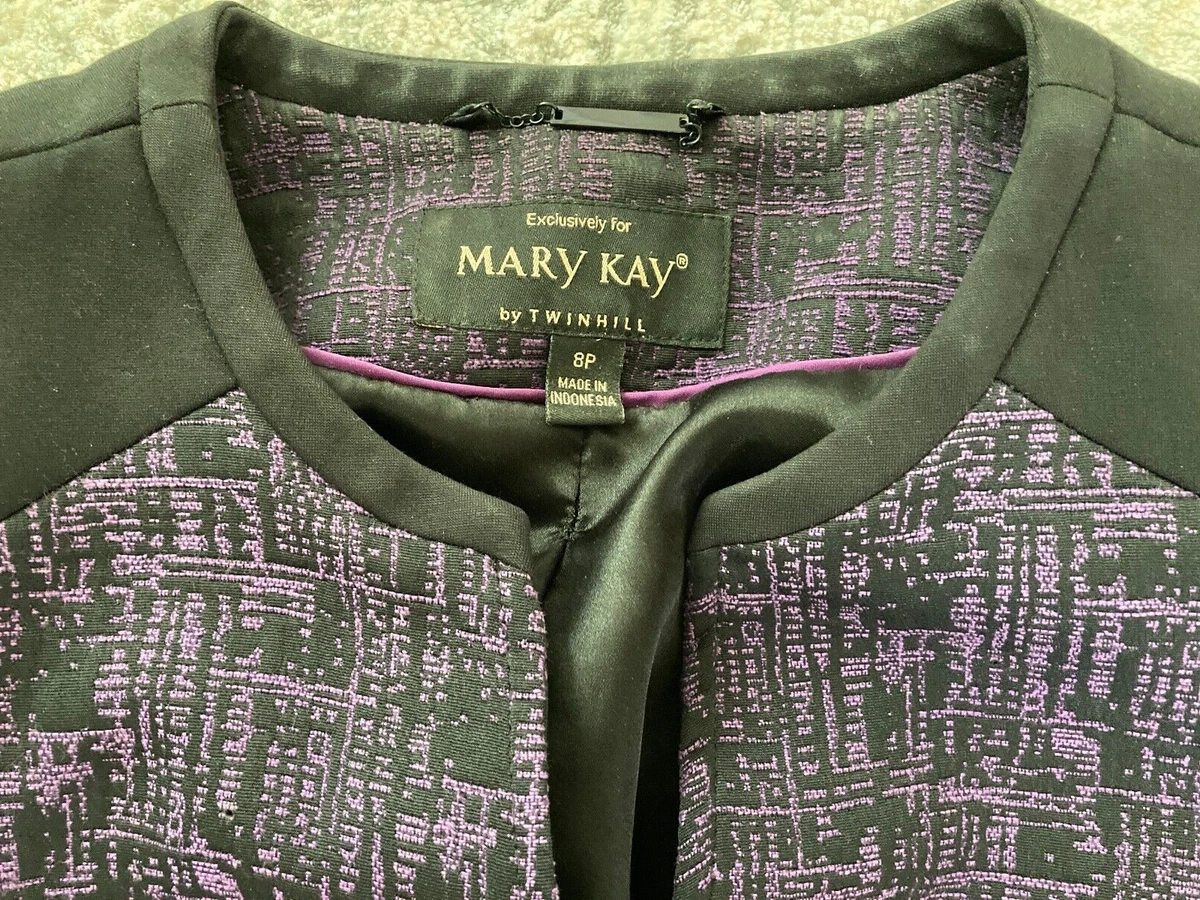 Exclusively for
MARY KAY®
by TWINHILL
8P
MADE IN
INDONESIA